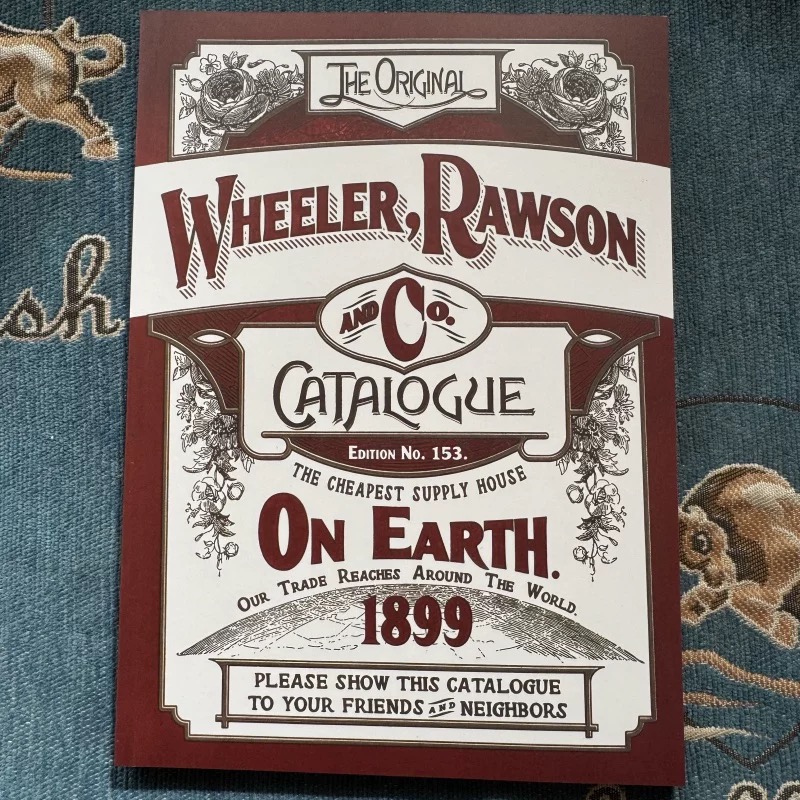 THE ORIGINAL
WHEELER, RAWSON
AND CO.
CATALOGUE
EDITION NO. 153.
THE CHEAPEST SUPPLY HOUSE
ON EARTH.
OUR TRADE REACHES AROUND THE WORLD.
1899
PLEASE SHOW THIS CATALOGUE
TO YOUR FRIENDS AND NEIGHBORS
sh